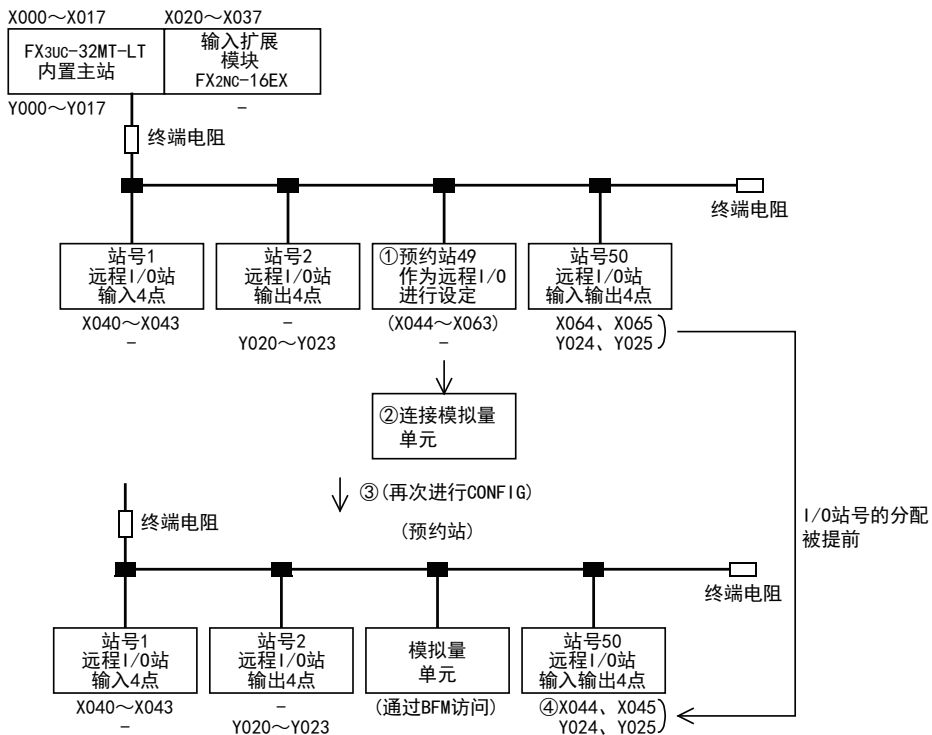 X000～X017
X020～X037
FX3UC-32MT-LT
内置主站
输入扩展
模块
FX2NC-16EX
Y000～Y017
-
终端电阻
终端电阻
站号1
远程I/O站
输入4点
站号2
远程I/O站
输出4点
①预约站49
作为远程I/O
进行设定
站号50
远程I/O站
输入输出4点
X040～X043
-
-
Y020～Y023
(X044～X063)
-
X064、X065
Y024、Y025
②连接模拟量
单元
③(再次进行CONFIG)
I/O站号的分配
被提前
终端电阻
(预约站)
终端电阻
站号1
远程I/O站
输入4点
站号2
远程I/O站
输出4点
模拟量
单元
站号50
远程I/O站
输入输出4点
X040～X043
-
-
Y020～Y023
(通过BFM访问)
④X044、X045
Y024、Y025